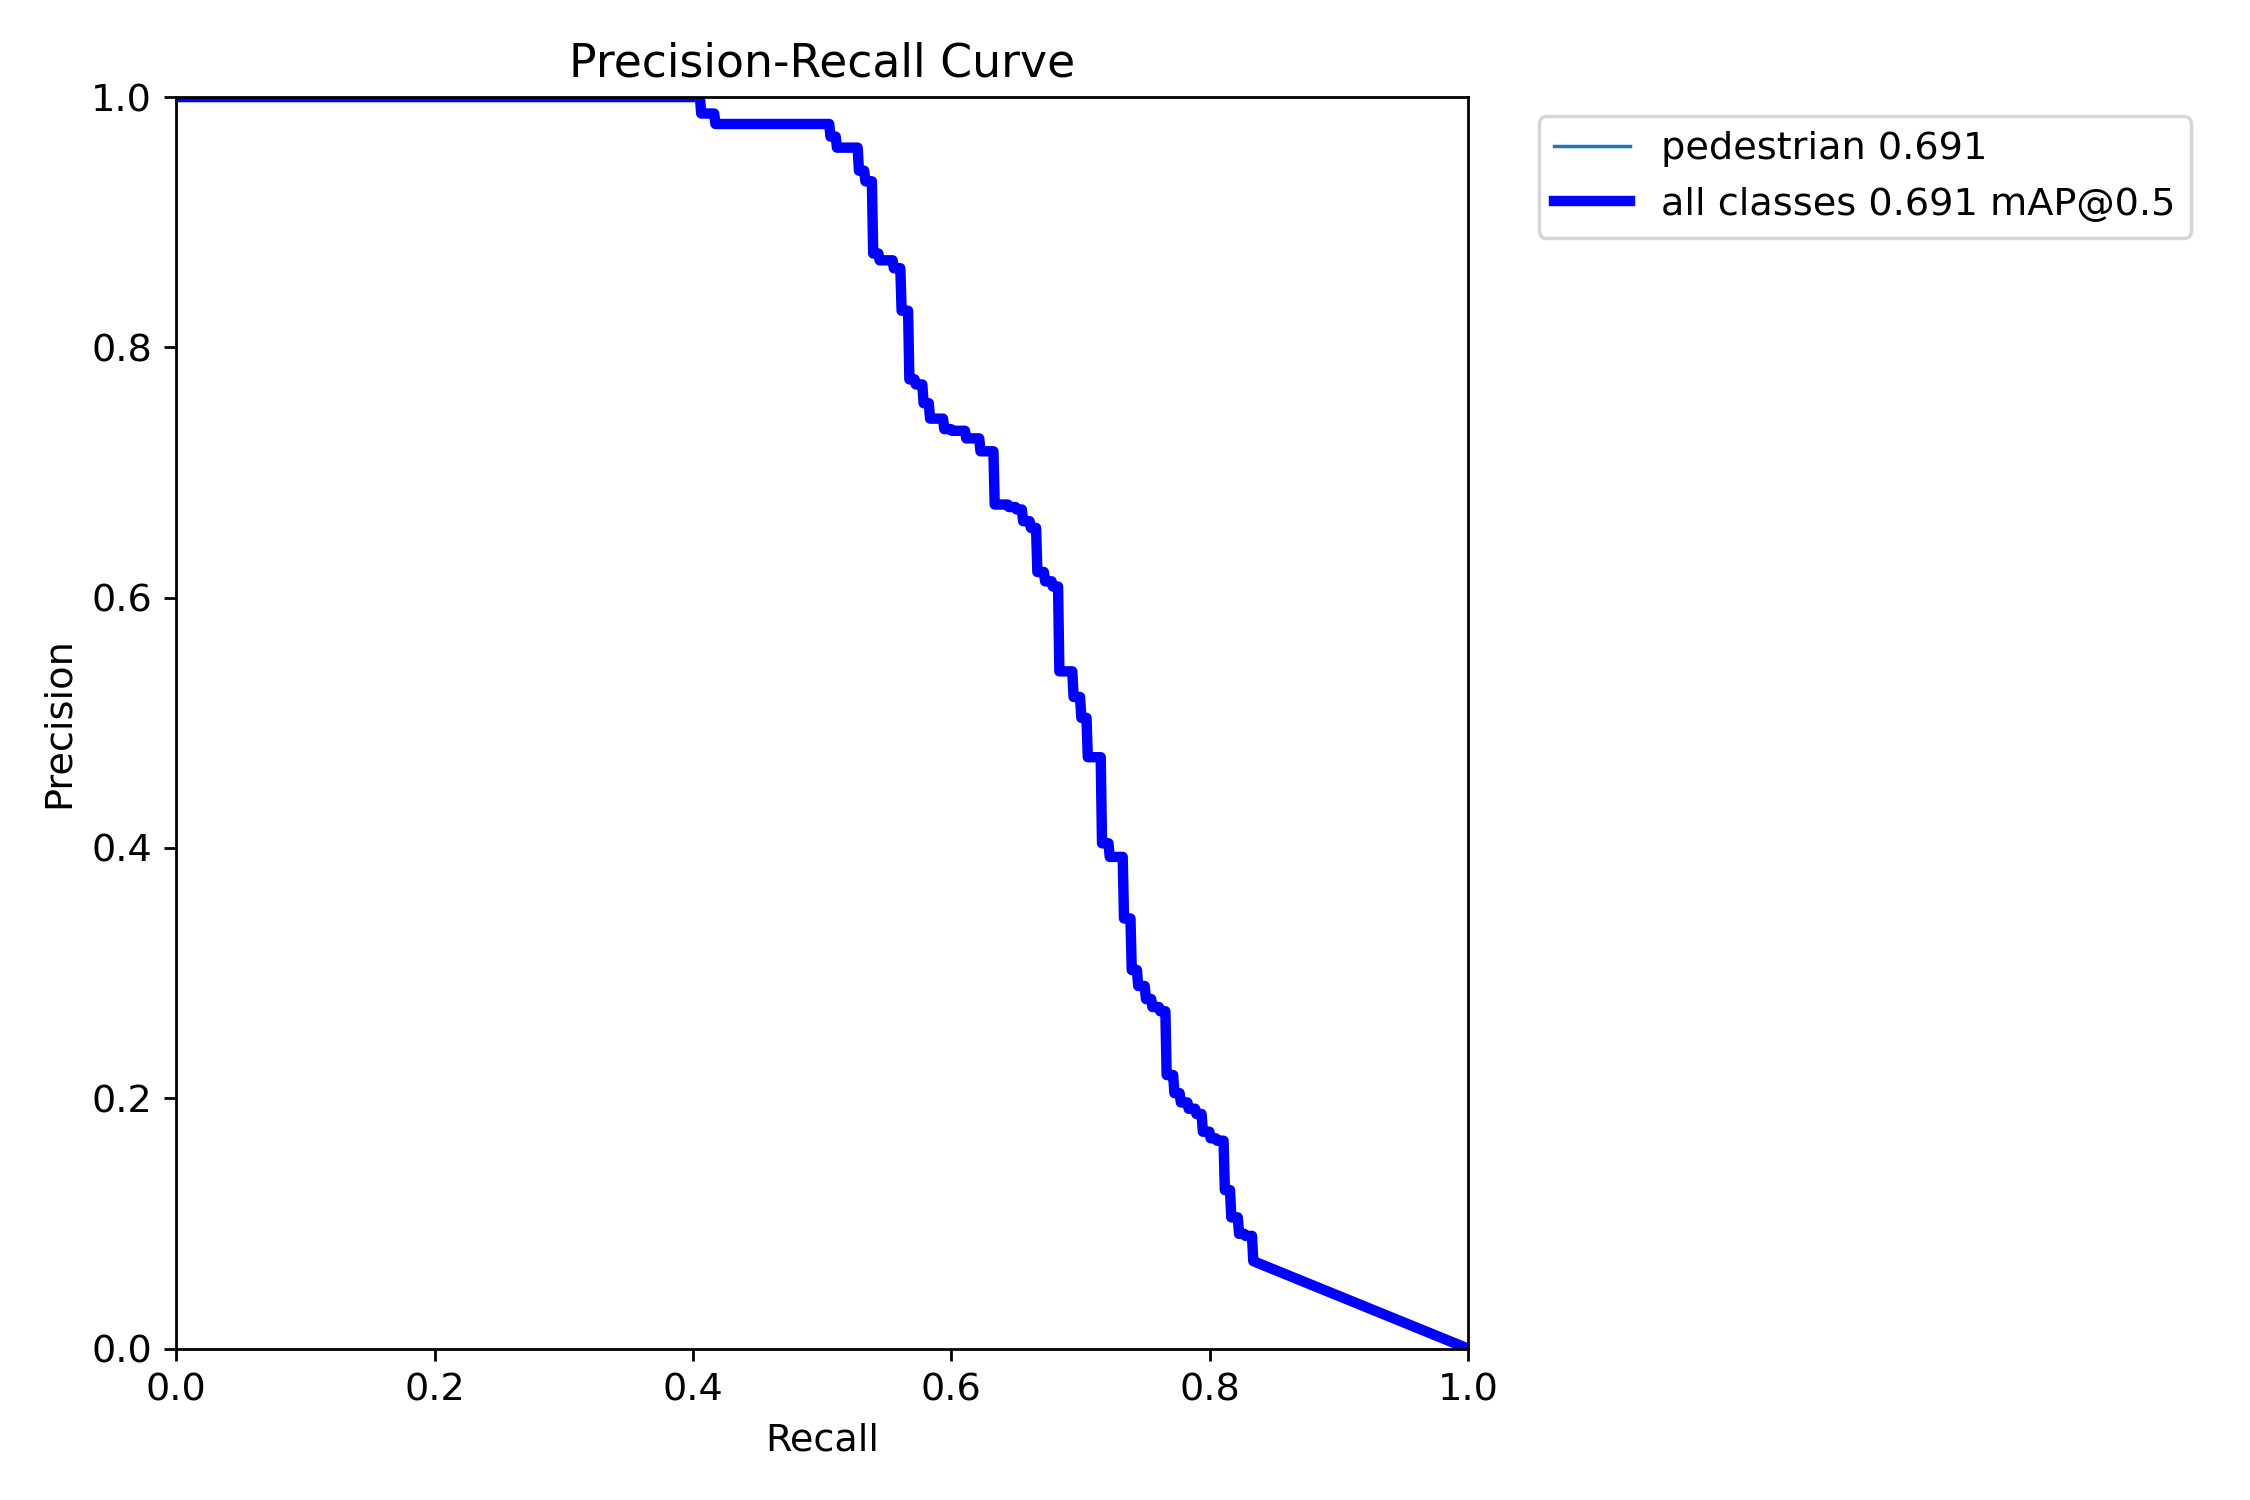 Precision-Recall Curve
pedestrian 0.691
all classes 0.691 mAP@0.5
Precision
1.0
0.8
0.6
0.4
0.2
0.0
0.0 0.2 0.4 0.6 0.8 1.0
Recall